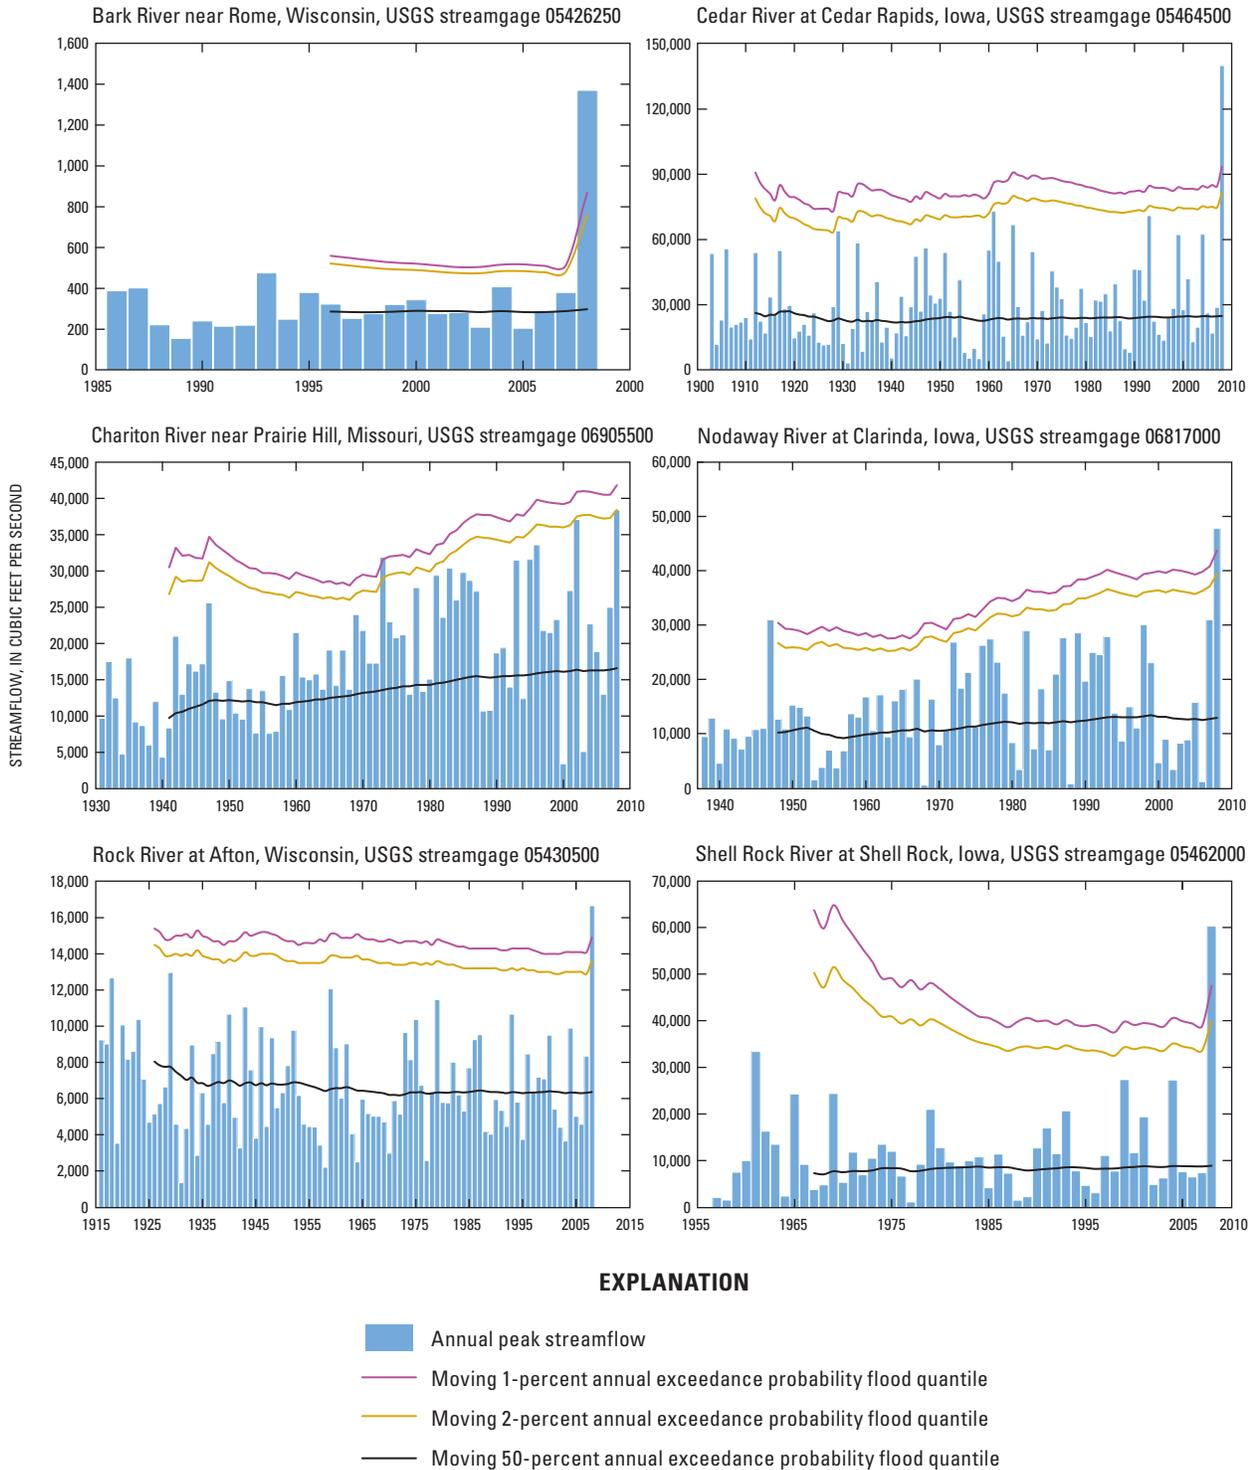 Bark River near Rome, Wisconsin, USGS streamgage 05426250
1,600
1,400
1,200
1,000
800
600
400
200
0
1985 1990 1995 2000 2005 2000
Cedar River at Cedar Rapids, Iowa, USGS streamgage 05464500
150,000
120,000
90,000
60,000
30,000
0
1900 1910 1920 1930 1940 1950 1960 1970 1980 1990 2000 2010
Chariton River near Prairie Hill, Missouri, USGS streamgage 06905500
45,000
40,000
35,000
30,000
25,000
20,000
15,000
10,000
5,000
0
1930 1940 1950 1960 1970 1980 1990 2000 2010
Nodaway River at Clarinda, Iowa, USGS streamgage 06817000
60,000
50,000
40,000
30,000
20,000
10,000
0
1940 1950 1960 1970 1980 1990 2000 2010
STREAMFLOW, IN CUBIC FEET PER SECOND
Rock River at Afton, Wisconsin, USGS streamgage 05430500
18,000
16,000
14,000
12,000
10,000
8,000
6,000
4,000
2,000
0
1915 1925 1935 1945 1955 1965 1975 1985 1995 2005 2015
Shell Rock River at Shell Rock, Iowa, USGS streamgage 05462000
70,000
60,000
50,000
40,000
30,000
20,000
10,000
0
1955 1965 1975 1985 1995 2005 2010
EXPLANATION
Annual peak streamflow
Moving 1-percent annual exceedance probability flood quantile
Moving 2-percent annual exceedance probability flood quantile
Moving 50-percent annual exceedance probability flood quantile